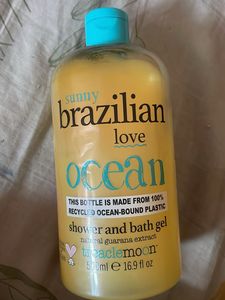 sunny
brazilian
love
ocean
THIS BOTTLE IS MADE FROM 100%
RECYCLED OCEAN-BOUND PLASTIC
shower and bath gel
natural guarana extract
treaclemoon
500ml e 16.9 fl oz